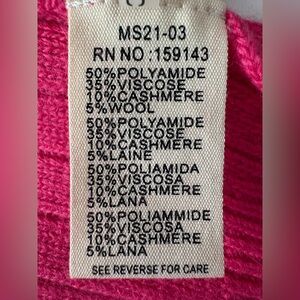 MS21-03
RN NO :159143
50%POLYAMIDE
35%VISCOSE
10%CASHMERE
5%WOOL
50%POLYAMIDE
35%VISCOSE
10%CASHMERE
5%LAINE
50%POLIAMIDA
35%VISCOSA
10%CASHMERE
5%LANA
50%POLIAMMIDE
35%VISCOSA
10%CASHMERE
5%LANA
SEE REVERSE FOR CARE